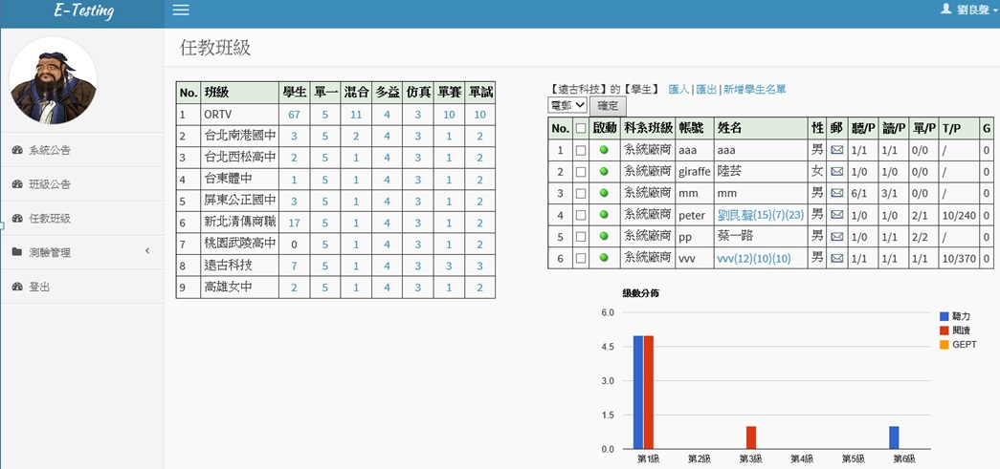 E-Testing
劉良聲
任教班級
系統公告
班級公告
任教班級
測驗管理
登出
No. 班級 學生 單一 混合 多益 仿真 單賽 單試
1 ORTV 67 5 11 4 3 10 10
2 台北南港國中 3 5 2 4 3 1 2
3 台北西松高中 2 5 1 4 3 1 2
4 台東體中 1 5 1 4 3 1 2
5 屏東公正國中 3 5 1 4 3 1 2
6 新北清傳商職 17 5 1 4 3 1 2
7 桃園武陵高中 0 5 1 4 3 1 2
8 遠古科技 7 5 1 4 3 3 3
9 高雄女中 2 5 1 4 3 1 2
【遠古科技】的【學生】 匯入 | 匯出 | 新增學生名單
電郵 確定
No. 啟動 科系班級 帳號 姓名 性 郵 聽/P 讀/P 單/P T/P G
1 系統廠商 aaa aaa 男 1/1 1/1 0/0 / 0
2 系統廠商 giraffe 陸芸 女 1/0 1/0 0/0 / 0
3 系統廠商 mm mm 男 6/1 3/1 0/0 / 0
4 系統廠商 peter 劉良聲(15)(7)(23) 男 1/0 1/0 2/1 10/240 0
5 系統廠商 pp 蔡一路 男 1/0 1/1 2/2 / 0
6 系統廠商 vvv vvv(12)(10)(10) 男 1/1 1/1 1/1 10/370 0
級數分佈
6.0
4.5
3.0
1.5
0.0
第1級 第2級 第3級 第4級 第5級 第6級
聽力
閱讀
GEPT